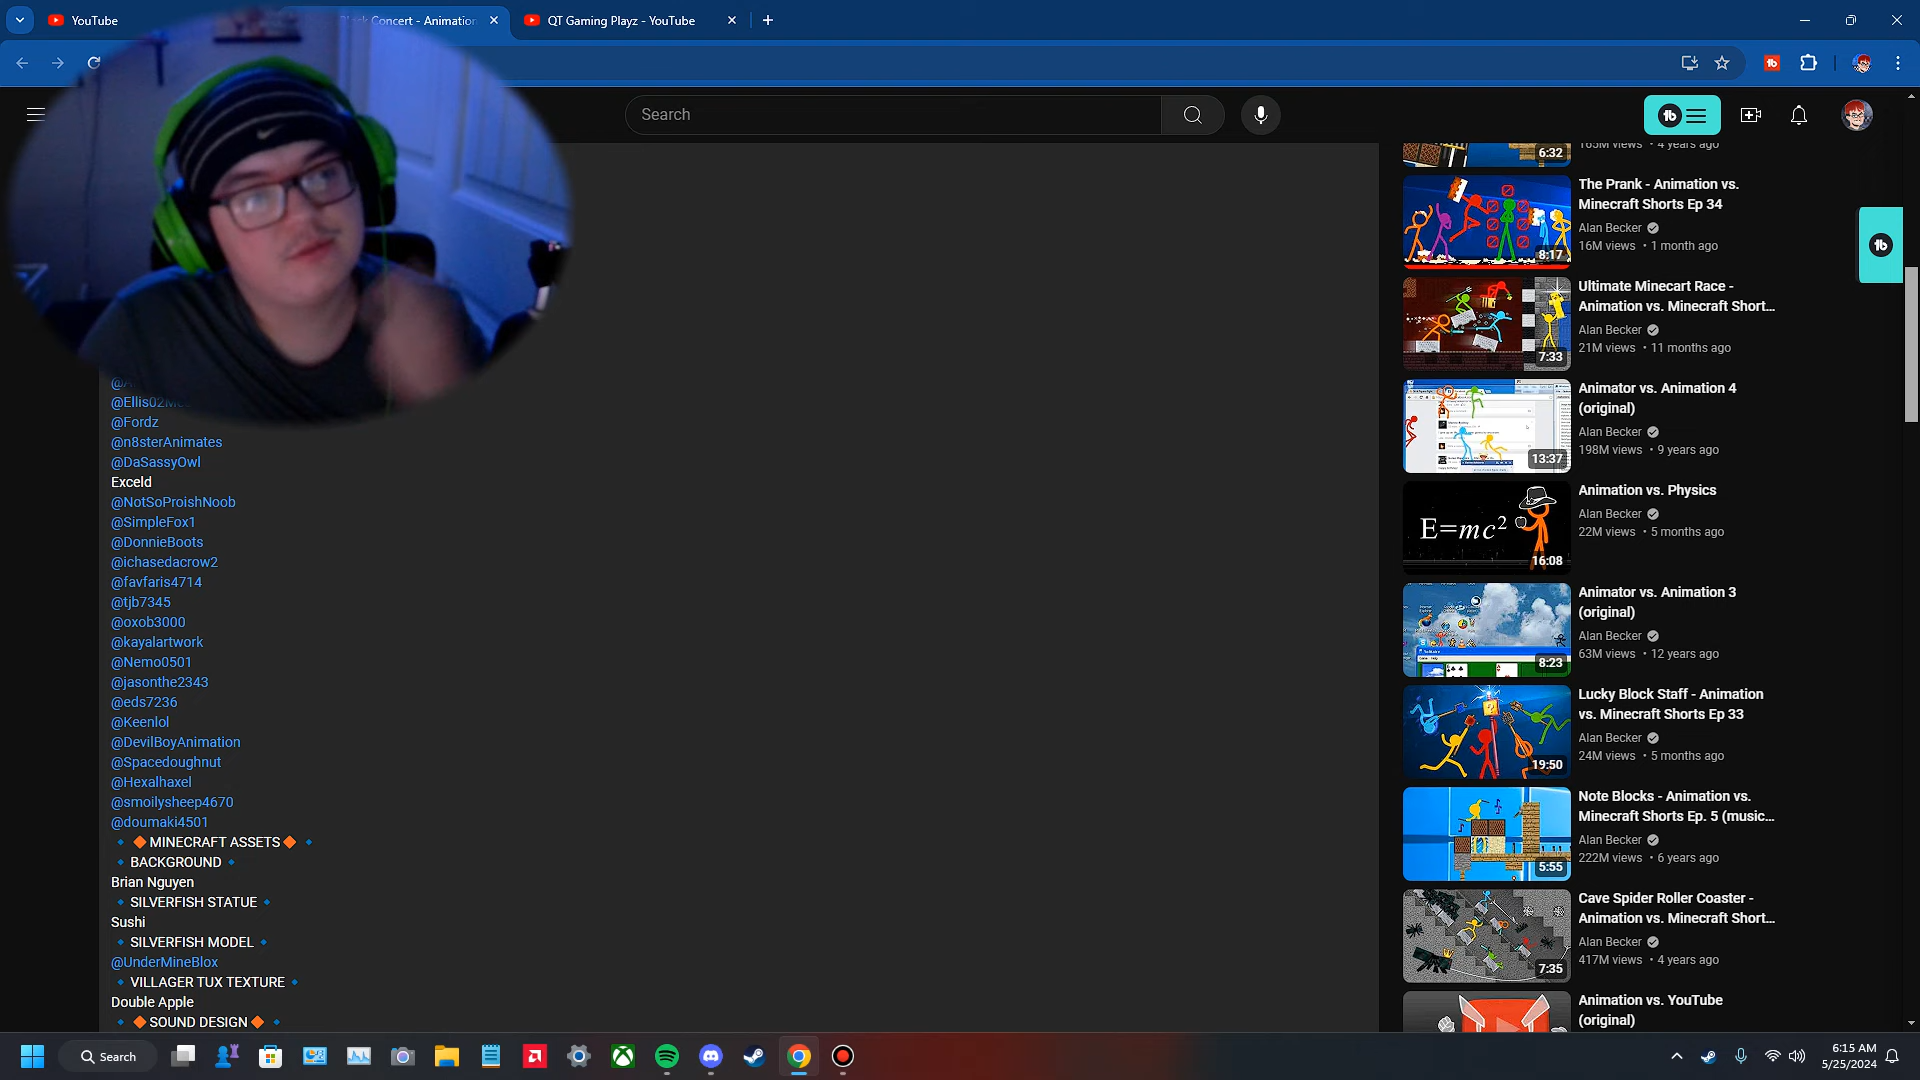 YouTube
Concert - Animation
QT Gaming Playz - YouTube
Search
6:32
165M views • 4 years ago
The Prank - Animation vs.
Minecraft Shorts Ep 34
Alan Becker
16M views • 1 month ago
8:17
Ultimate Minecart Race -
Animation vs. Minecraft Short...
Alan Becker
21M views • 11 months ago
7:33
Animator vs. Animation 4
(original)
Alan Becker
198M views • 9 years ago
13:37
Animation vs. Physics
Alan Becker
22M views • 5 months ago
E=mc²
16:08
Animator vs. Animation 3
(original)
Alan Becker
63M views • 12 years ago
8:23
Lucky Block Staff - Animation
vs. Minecraft Shorts Ep 33
Alan Becker
24M views • 5 months ago
19:50
Note Blocks - Animation vs.
Minecraft Shorts Ep. 5 (music...
Alan Becker
222M views • 6 years ago
5:55
Cave Spider Roller Coaster -
Animation vs. Minecraft Short...
Alan Becker
417M views • 4 years ago
7:35
Animation vs. YouTube
(original)
@Fordz
@n8sterAnimates
@DaSassyOwl
Exceld
@NotSoProishNoob
@SimpleFox1
@DonnieBoots
@ichasedacrow2
@favfaris4714
@tjb7345
@oxob3000
@kayalartwork
@Nemo0501
@jasonthe2343
@eds7236
@Keenlol
@DevilBoyAnimation
@Spacedoughnut
@Hexalhaxel
@smoilysheep4670
@doumaki4501
🔹🔶MINECRAFT ASSETS🔶🔹
🔹BACKGROUND🔹
Brian Nguyen
🔹SILVERFISH STATUE🔹
Sushi
🔹SILVERFISH MODEL🔹
@UnderMineBlox
🔹VILLAGER TUX TEXTURE🔹
Double Apple
🔹🔶SOUND DESIGN🔶🔹
Search
6:15 AM
5/25/2024